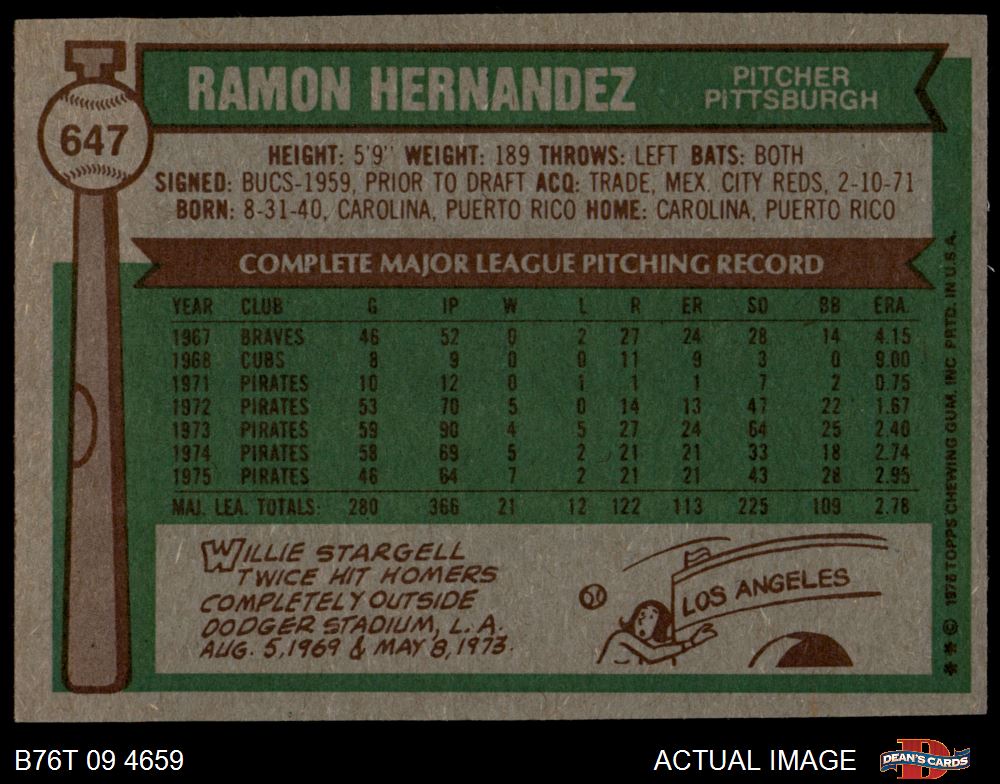 647
RAMON HERNANDEZ
PITCHER
PITTSBURGH
HEIGHT: 5'9" WEIGHT: 189 THROWS: LEFT BATS: BOTH
SIGNED: BUCS-1959, PRIOR TO DRAFT ACQ: TRADE, MEX. CITY REDS, 2-10-71
BORN: 8-31-40, CAROLINA, PUERTO RICO HOME: CAROLINA, PUERTO RICO
COMPLETE MAJOR LEAGUE PITCHING RECORD
YEAR CLUB G IP W L R ER SO BB ERA.
1967 BRAVES 46 52 0 2 27 24 28 14 4.15
1968 CUBS 8 9 0 0 11 9 3 0 9.00
1971 PIRATES 10 12 0 1 1 1 7 2 0.75
1972 PIRATES 53 70 5 0 14 13 47 22 1.67
1973 PIRATES 59 90 4 5 27 24 64 25 2.40
1974 PIRATES 58 69 5 2 21 21 33 18 2.74
1975 PIRATES 46 64 7 2 21 21 43 28 2.95
MAJ. LEA. TOTALS: 280 366 21 12 122 113 225 109 2.78
WILLIE STARGELL
TWICE HIT HOMERS
COMPLETELY OUTSIDE
DODGER STADIUM, L.A.
AUG. 5, 1969 & MAY 8, 1973.
LOS ANGELES
** © 1976 TOPPS CHEWING GUM, INC PRTD. IN U.S.A.
B76T 09 4659
ACTUAL IMAGE
DEAN'S CARDS